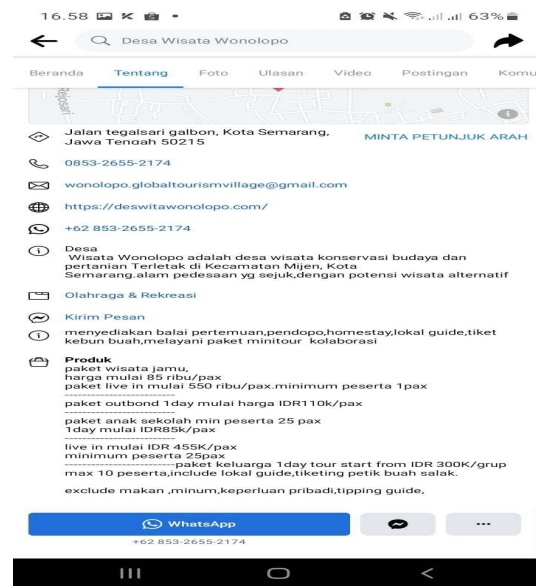 16.58
63%
Desa Wisata Wonolopo
Beranda Tentang Foto Ulasan Video Postingan Komu
Rejosari
Jalan tegalsari galbon, Kota Semarang,
Jawa Tengah 50215
MINTA PETUNJUK ARAH
0853-2655-2174
wonolopo.globaltourismvillage@gmail.com
https://deswitawonolopo.com/
+62 853-2655-2174
Desa
Wisata Wonolopo adalah desa wisata konservasi budaya dan
pertanian Terletak di Kecamatan Mijen, Kota
Semarang.alam pedesaan yg sejuk,dengan potensi wisata alternatif
Olahraga & Rekreasi
Kirim Pesan
menyediakan balai pertemuan,pendopo,homestay,lokal guide,tiket
kebun buah,melayani paket minitour kolaborasi
Produk
paket wisata jamu,
harga mulai 85 ribu/pax
paket live in mulai 550 ribu/pax.minimum peserta 1pax
-------------------------
paket outbond 1day mulai harga IDR110k/pax
-------------------------
paket anak sekolah min peserta 25 pax
1day mulai IDR85k/pax
-------------------------
live in mulai IDR 455K/pax
minimum peserta 25pax
-------------------------paket keluarga 1day tour start from IDR 300K/grup
max 10 peserta,include lokal guide,tiketing petik buah salak.
exclude makan ,minum,keperluan pribadi,tipping guide,
WhatsApp
+62 853-2655-2174